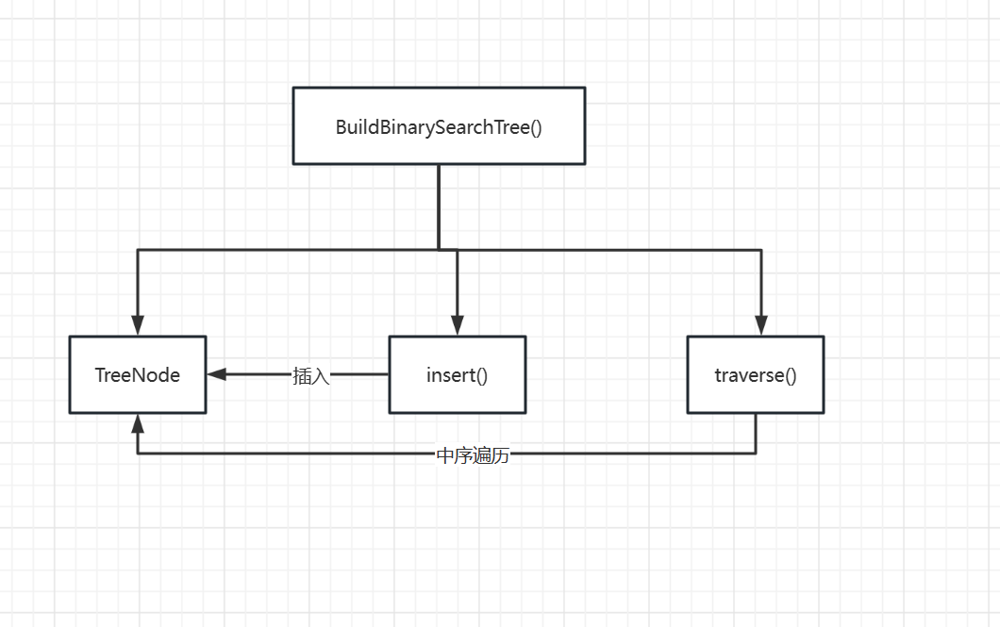 BuildBinarySearchTree()
TreeNode
插入
insert()
traverse()
中序遍历